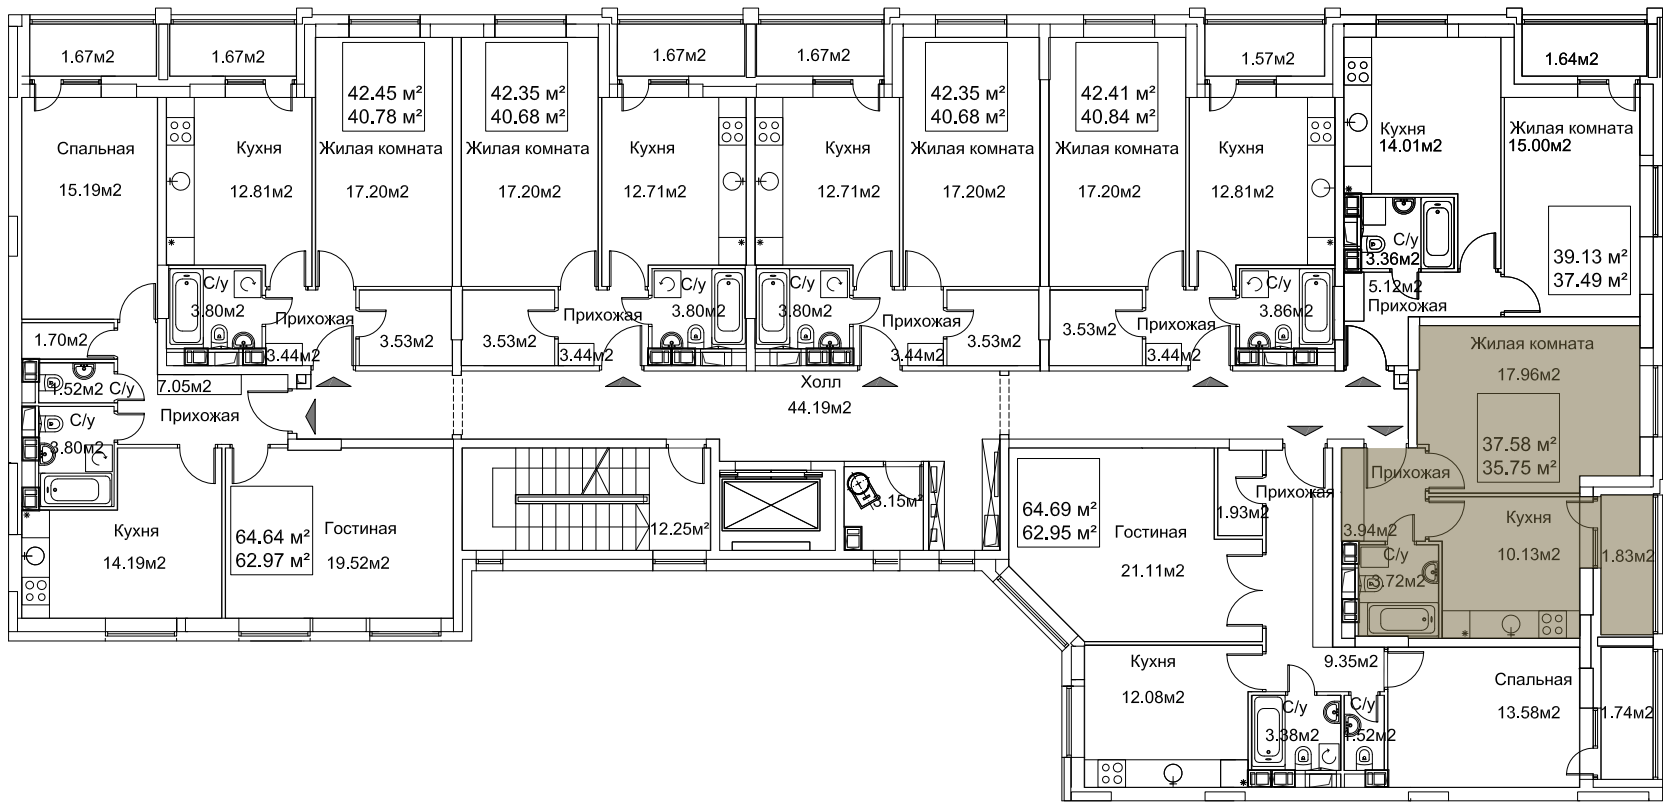 1.67м2
1.67м2
1.67м2
1.67м2
1.57м2
1.64м2
42.45 м²
40.78 м²
42.35 м²
40.68 м²
42.35 м²
40.68 м²
42.41 м²
40.84 м²
Спальная
15.19м2
Кухня
12.81м2
Жилая комната
17.20м2
Жилая комната
17.20м2
Кухня
12.71м2
Кухня
12.71м2
Жилая комната
17.20м2
Жилая комната
17.20м2
Кухня
12.81м2
Кухня
14.01м2
Жилая комната
15.00м2
39.13 м²
37.49 м²
С/у
3.36м2
5.12м2
Прихожая
С/у
3.80м2
Прихожая
3.44м2
3.53м2
3.53м2
Прихожая
3.44м2
С/у
3.80м2
С/у
3.80м2
Прихожая
3.44м2
3.53м2
3.53м2
Прихожая
3.44м2
С/у
3.86м2
1.70м2
1.52м2
С/у
7.05м2
Прихожая
С/у
3.80м2
Холл
44.19м2
Жилая комната
17.96м2
37.58 м²
35.75 м²
Прихожая
3.94м2
Кухня
10.13м2
1.83м2
С/у
3.72м2
Кухня
14.19м2
64.64 м²
62.97 м²
Гостиная
19.52м2
12.25м²
3.15м²
64.69 м²
62.95 м²
Гостиная
21.11м2
Прихожая
1.93м2
9.35м2
Кухня
12.08м2
С/у
3.38м2
С/у
1.52м2
Спальная
13.58м2
1.74м2